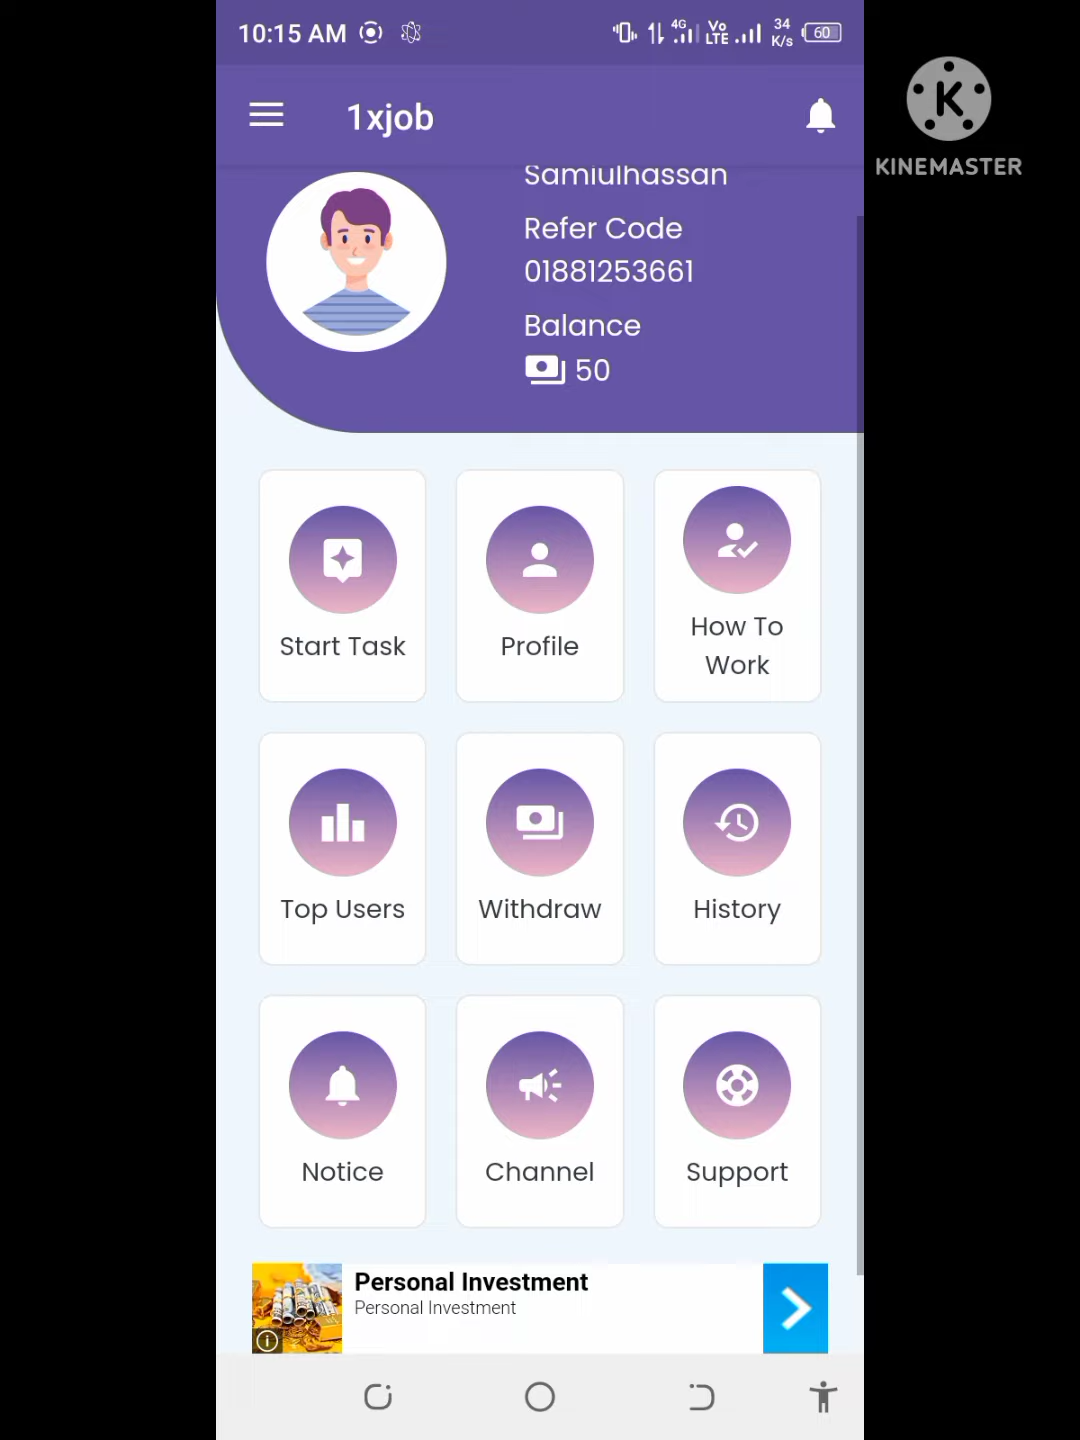 10:15 AM
4G
Vo
LTE
34
K/s
60
1xjob
KINEMASTER
Samiulhassan
Refer Code
01881253661
Balance
50
Start Task
Profile
How To
Work
Top Users
Withdraw
History
Notice
Channel
Support
Personal Investment
Personal Investment